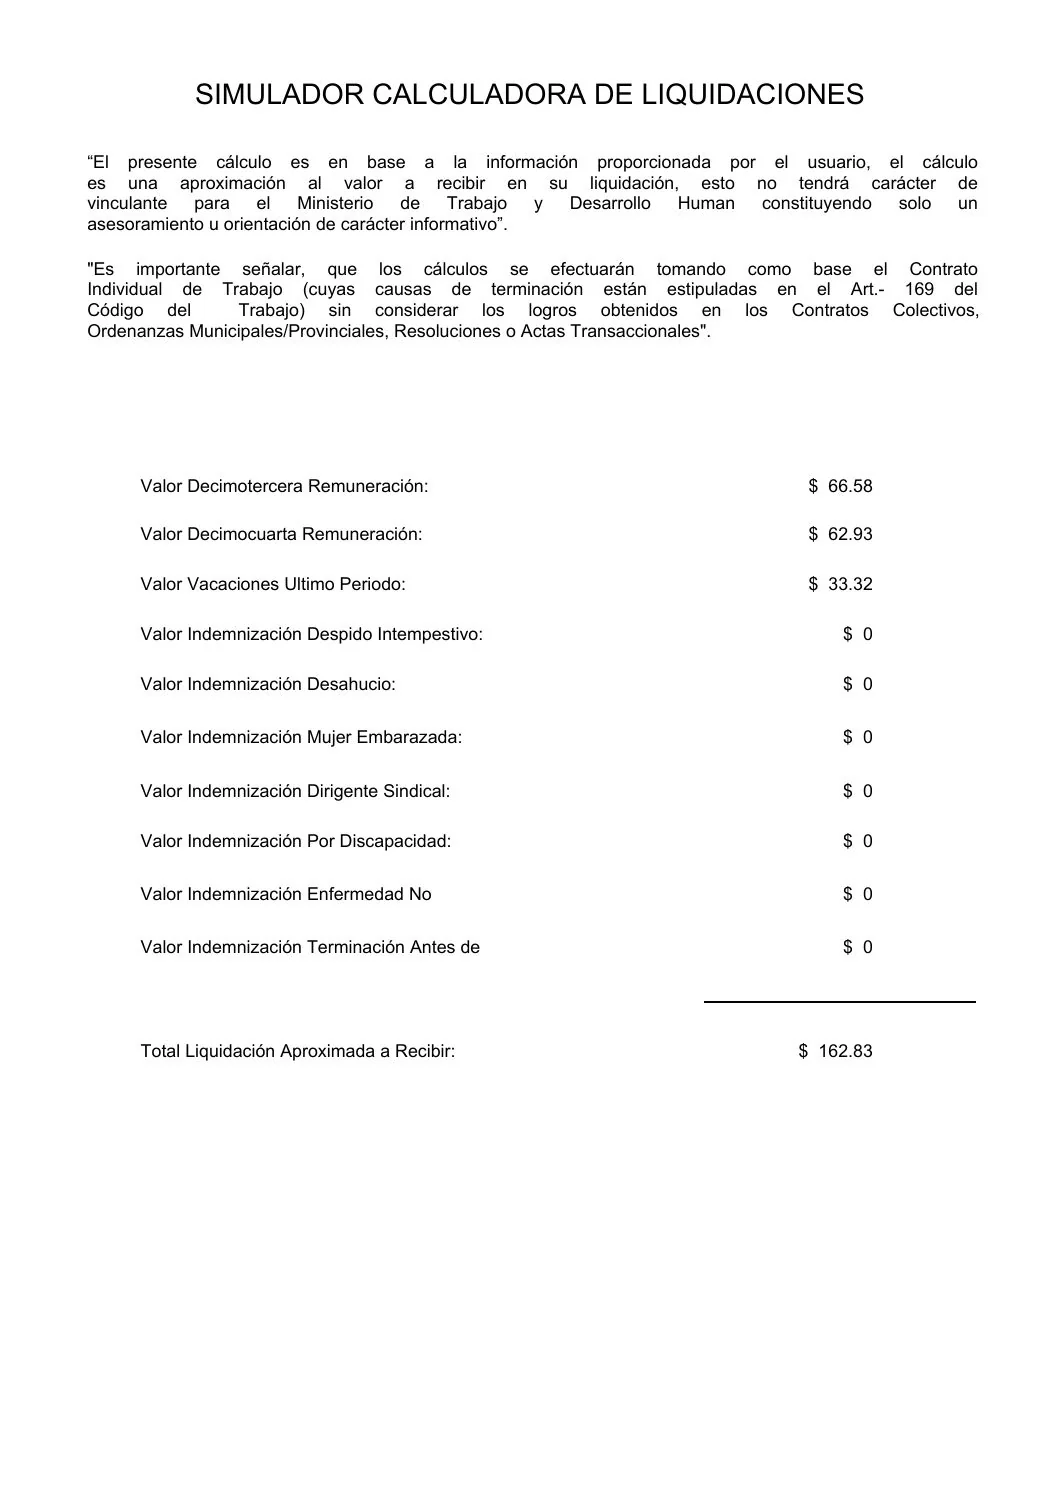 SIMULADOR CALCULADORA DE LIQUIDACIONES
“El presente cálculo es en base a la información proporcionada por el usuario, el cálculo
es una aproximación al valor a recibir en su liquidación, esto no tendrá carácter de
vinculante para el Ministerio de Trabajo y Desarrollo Human constituyendo solo un
asesoramiento u orientación de carácter informativo”.
"Es importante señalar, que los cálculos se efectuarán tomando como base el Contrato
Individual de Trabajo (cuyas causas de terminación están estipuladas en el Art.- 169 del
Código del Trabajo) sin considerar los logros obtenidos en los Contratos Colectivos,
Ordenanzas Municipales/Provinciales, Resoluciones o Actas Transaccionales".
Valor Decimotercera Remuneración: $ 66.58
Valor Decimocuarta Remuneración: $ 62.93
Valor Vacaciones Ultimo Periodo: $ 33.32
Valor Indemnización Despido Intempestivo: $ 0
Valor Indemnización Desahucio: $ 0
Valor Indemnización Mujer Embarazada: $ 0
Valor Indemnización Dirigente Sindical: $ 0
Valor Indemnización Por Discapacidad: $ 0
Valor Indemnización Enfermedad No $ 0
Valor Indemnización Terminación Antes de $ 0
Total Liquidación Aproximada a Recibir: $ 162.83